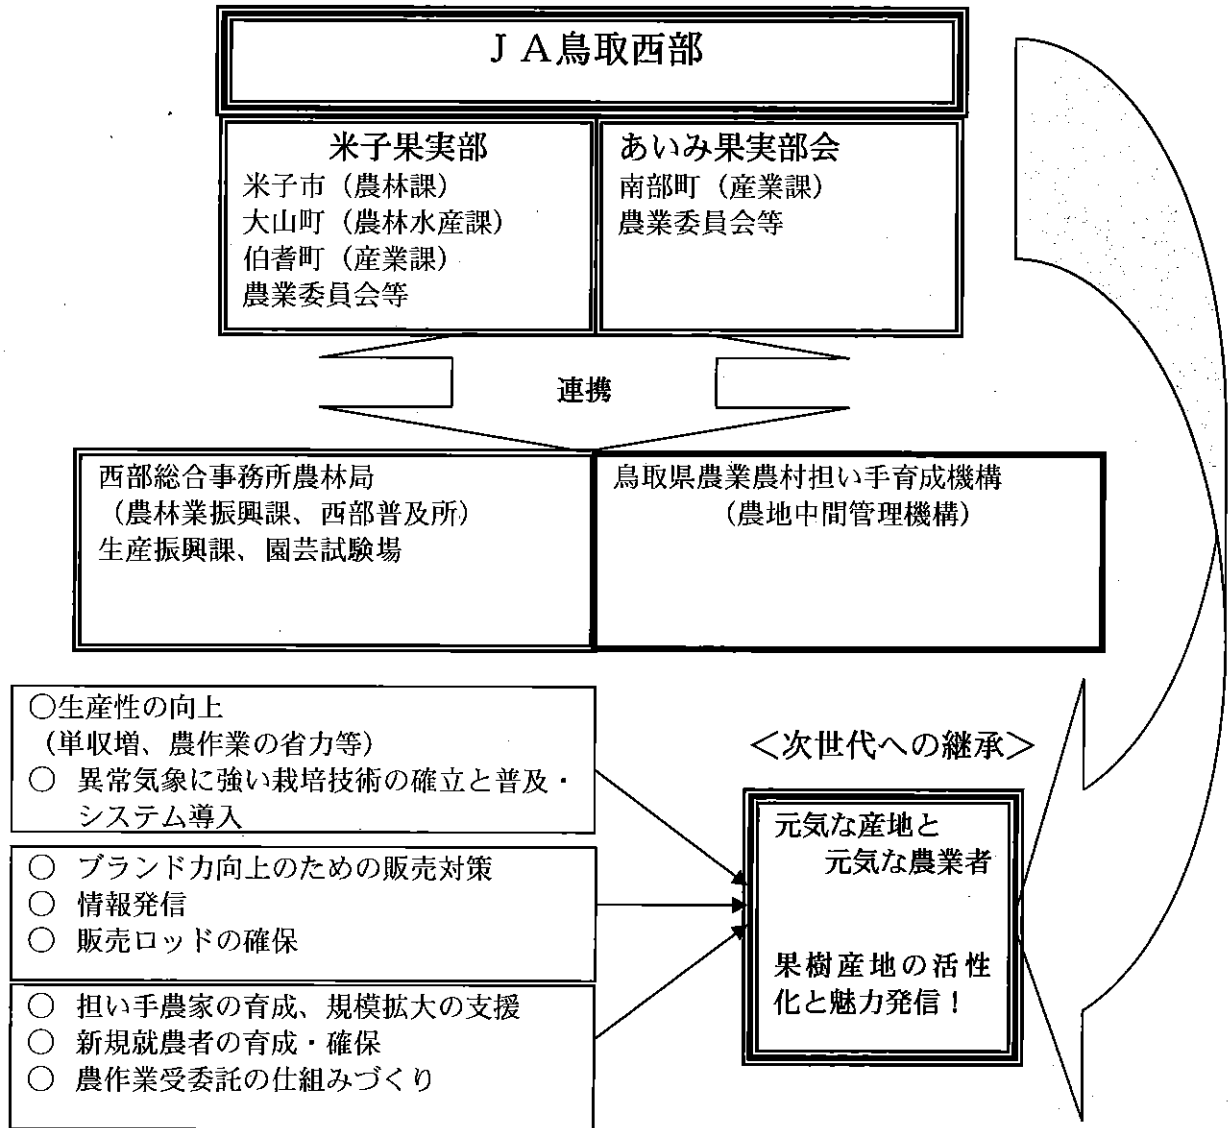 ＪＡ鳥取西部
米子果実部
米子市（農林課）
大山町（農林水産課）
伯耆町（産業課）
農業委員会等
あいみ果実部会
南部町（産業課）
農業委員会等
連携
西部総合事務所農林局
（農林業振興課、西部普及所）
生産振興課、園芸試験場
鳥取県農業農村担い手育成機構
（農地中間管理機構）
○生産性の向上
（単収増、農作業の省力等）
○ 異常気象に強い栽培技術の確立と普及・
システム導入
○ ブランド力向上のための販売対策
○ 情報発信
○ 販売ロッドの確保
○ 担い手農家の育成、規模拡大の支援
○ 新規就農者の育成・確保
○ 農作業受委託の仕組みづくり
＜次世代への継承＞
元気な産地と
元気な農業者
果樹産地の活性
化と魅力発信！